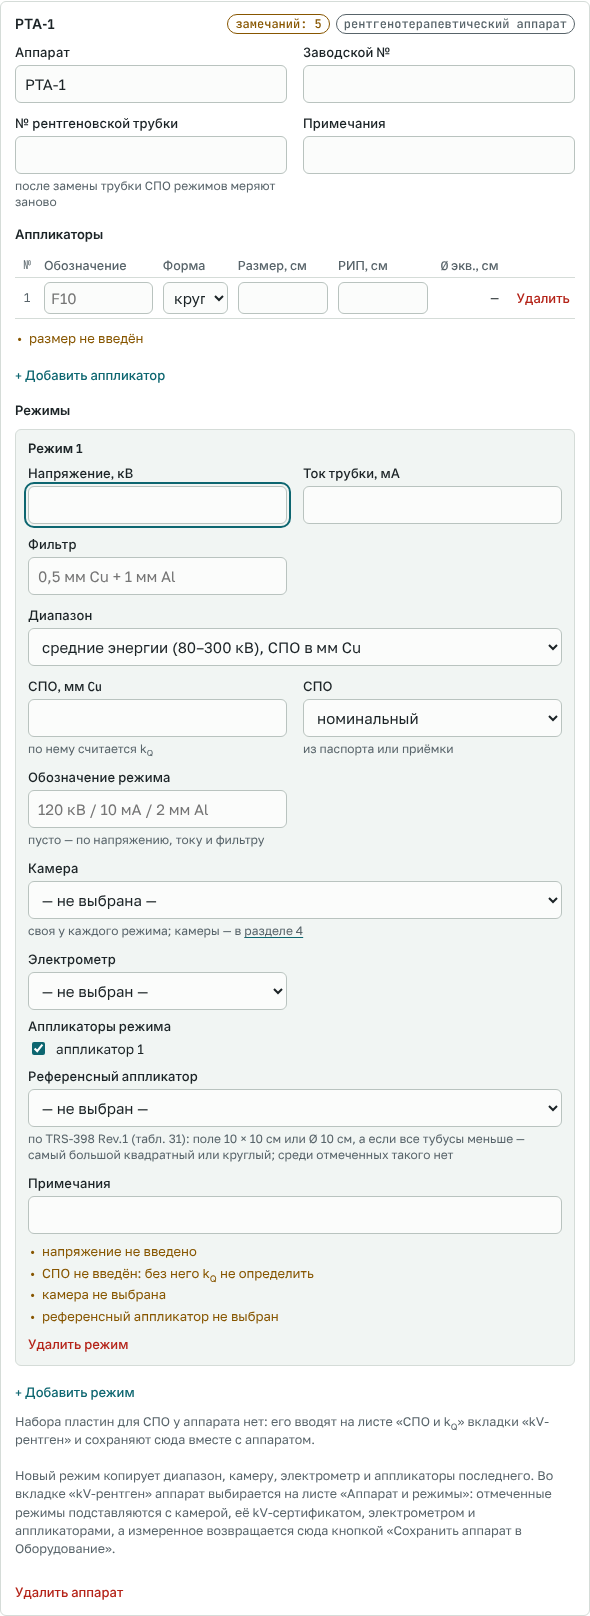 РТА-1
замечаний: 5
рентгенотерапевтический аппарат
Аппарат
Заводской №
РТА-1
№ рентгеновской трубки
Примечания
после замены трубки СПО режимов меряют
заново
Аппликаторы
№ Обозначение Форма Размер, см РИП, см Ø экв., см
1 F10 круг – Удалить
• размер не введён
+ Добавить аппликатор
Режимы
Режим 1
Напряжение, кВ
Ток трубки, мА
Фильтр
0,5 мм Cu + 1 мм Al
Диапазон
средние энергии (80–300 кВ), СПО в мм Cu
СПО, мм Cu
СПО
номинальный
по нему считается kQ
из паспорта или приёмки
Обозначение режима
120 кВ / 10 мА / 2 мм Al
пусто — по напряжению, току и фильтру
Камера
— не выбрана —
своя у каждого режима; камеры — в разделе 4
Электрометр
— не выбран —
Аппликаторы режима
аппликатор 1
Референсный аппликатор
— не выбран —
по TRS-398 Rev.1 (табл. 31): поле 10 × 10 см или Ø 10 см, а если все тубусы меньше —
самый большой квадратный или круглый; среди отмеченных такого нет
Примечания
• напряжение не введено
• СПО не введён: без него kQ не определить
• камера не выбрана
• референсный аппликатор не выбран
Удалить режим
+ Добавить режим
Набора пластин для СПО у аппарата нет: его вводят на листе «СПО и kQ» вкладки «kV-
рентген» и сохраняют сюда вместе с аппаратом.
Новый режим копирует диапазон, камеру, электрометр и аппликаторы последнего. Во
вкладке «kV-рентген» аппарат выбирается на листе «Аппарат и режимы»: отмеченные
режимы подставляются с камерой, её kV-сертификатом, электрометром и
аппликаторами, а измеренное возвращается сюда кнопкой «Сохранить аппарат в
Оборудование».
Удалить аппарат